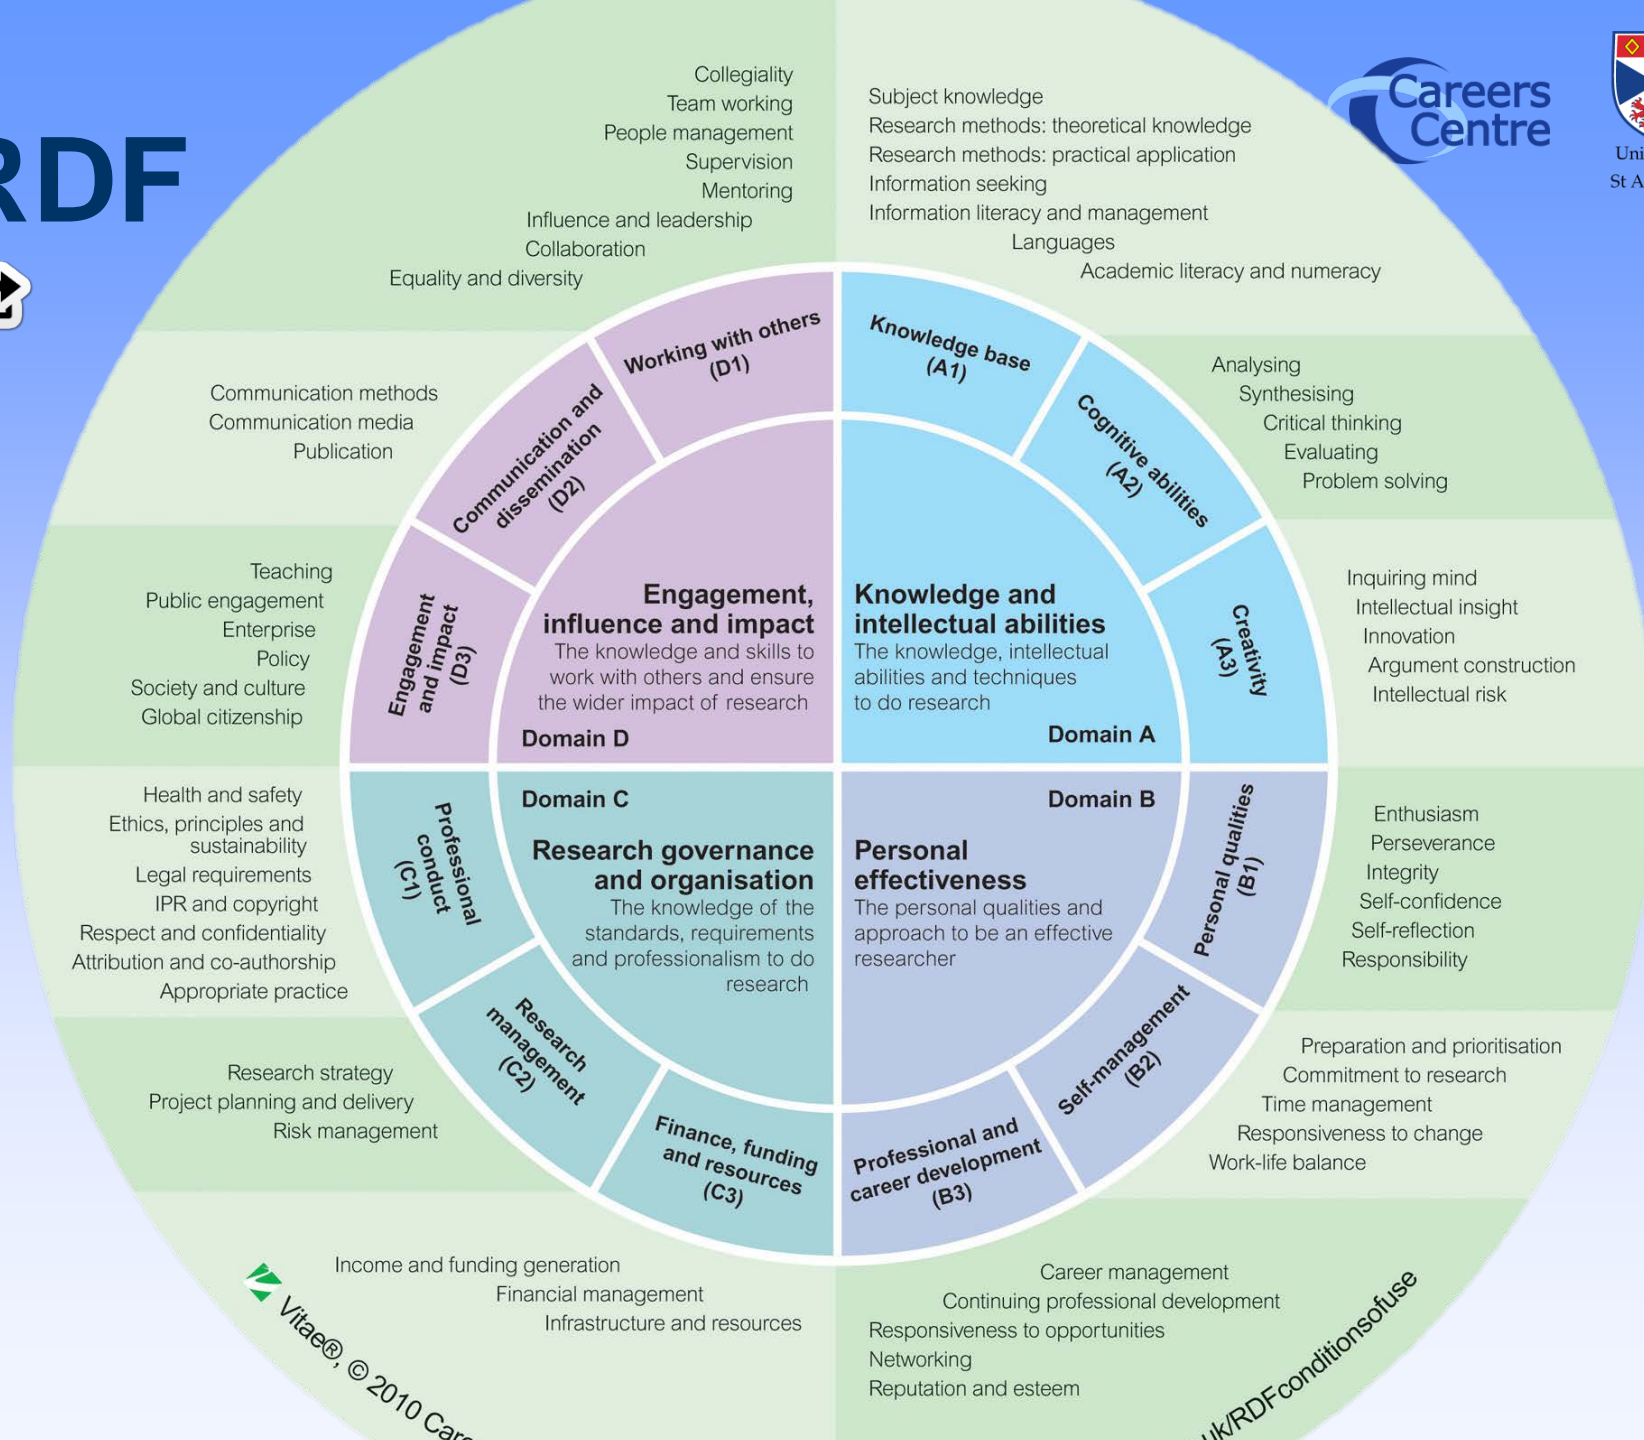 RDF
Careers
Centre
Uni
St A
Collegiality
Team working
People management
Supervision
Mentoring
Influence and leadership
Collaboration
Equality and diversity
Subject knowledge
Research methods: theoretical knowledge
Research methods: practical application
Information seeking
Information literacy and management
Languages
Academic literacy and numeracy
Communication methods
Communication media
Publication
Analysing
Synthesising
Critical thinking
Evaluating
Problem solving
Teaching
Public engagement
Enterprise
Policy
Society and culture
Global citizenship
Inquiring mind
Intellectual insight
Innovation
Argument construction
Intellectual risk
Working with others
(D1)
Knowledge base
(A1)
Communication and
dissemination
(D2)
Cognitive abilities
(A2)
Engagement
and impact
(D3)
Creativity
(A3)
Engagement,
influence and impact
The knowledge and skills to
work with others and ensure
the wider impact of research
Domain D
Knowledge and
intellectual abilities
The knowledge, intellectual
abilities and techniques
to do research
Domain A
Domain C
Research governance
and organisation
The knowledge of the
standards, requirements
and professionalism to do
research
Domain B
Personal
effectiveness
The personal qualities and
approach to be an effective
researcher
Professional
conduct
(C1)
Personal qualities
(B1)
Research
management
(C2)
Self-management
(B2)
Finance, funding
and resources
(C3)
Professional and
career development
(B3)
Health and safety
Ethics, principles and
sustainability
Legal requirements
IPR and copyright
Respect and confidentiality
Attribution and co-authorship
Appropriate practice
Enthusiasm
Perseverance
Integrity
Self-confidence
Self-reflection
Responsibility
Research strategy
Project planning and delivery
Risk management
Preparation and prioritisation
Commitment to research
Time management
Responsiveness to change
Work-life balance
Income and funding generation
Financial management
Infrastructure and resources
Career management
Continuing professional development
Responsiveness to opportunities
Networking
Reputation and esteem
Vitae®, © 2010 Care
uk/RDFconditionsofuse